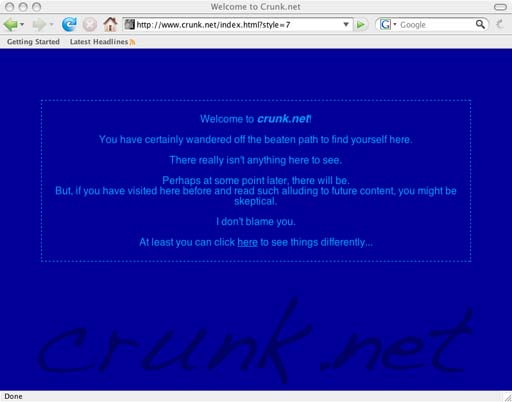 Welcome to Crunk.net
http://www.crunk.net/index.html?style=7
Google
Getting Started Latest Headlines
Welcome to crunk.net!
You have certainly wandered off the beaten path to find yourself here.
There really isn't anything here to see.
Perhaps at some point later, there will be.
But, if you have visited here before and read such alluding to future content, you might be
skeptical.
I don't blame you.
At least you can click here to see things differently...
crunk.net
Done